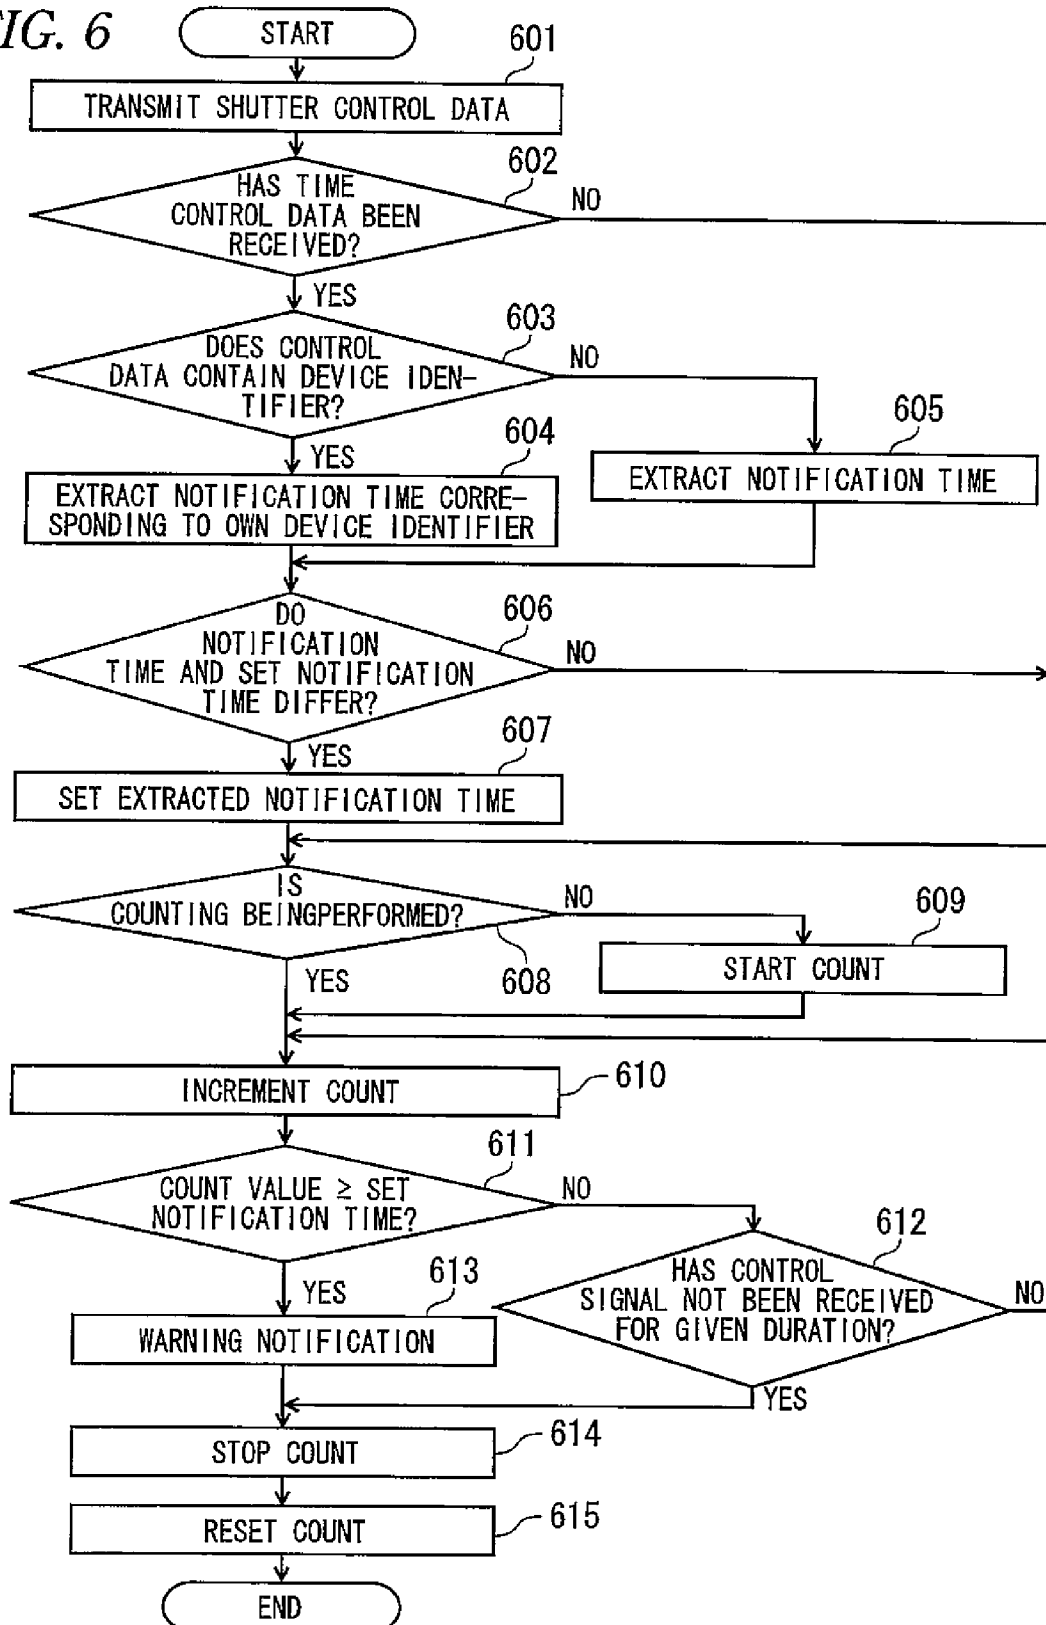 FIG. 6
START
601
TRANSMIT SHUTTER CONTROL DATA
602
HAS TIME
CONTROL DATA BEEN
RECEIVED?
NO
YES
603
DOES CONTROL
DATA CONTAIN DEVICE IDEN-
TIFIER?
NO
YES
604
EXTRACT NOTIFICATION TIME CORRE-
SPONDING TO OWN DEVICE IDENTIFIER
605
EXTRACT NOTIFICATION TIME
606
DO
NOTIFICATION
TIME AND SET NOTIFICATION
TIME DIFFER?
NO
YES
607
SET EXTRACTED NOTIFICATION TIME
IS
COUNTING BEINGPERFORMED?
608
NO
YES
609
START COUNT
INCREMENT COUNT
610
611
COUNT VALUE ≥ SET
NOTIFICATION TIME?
NO
YES
612
HAS CONTROL
SIGNAL NOT BEEN RECEIVED
FOR GIVEN DURATION?
NO
YES
613
WARNING NOTIFICATION
STOP COUNT
614
RESET COUNT
615
END